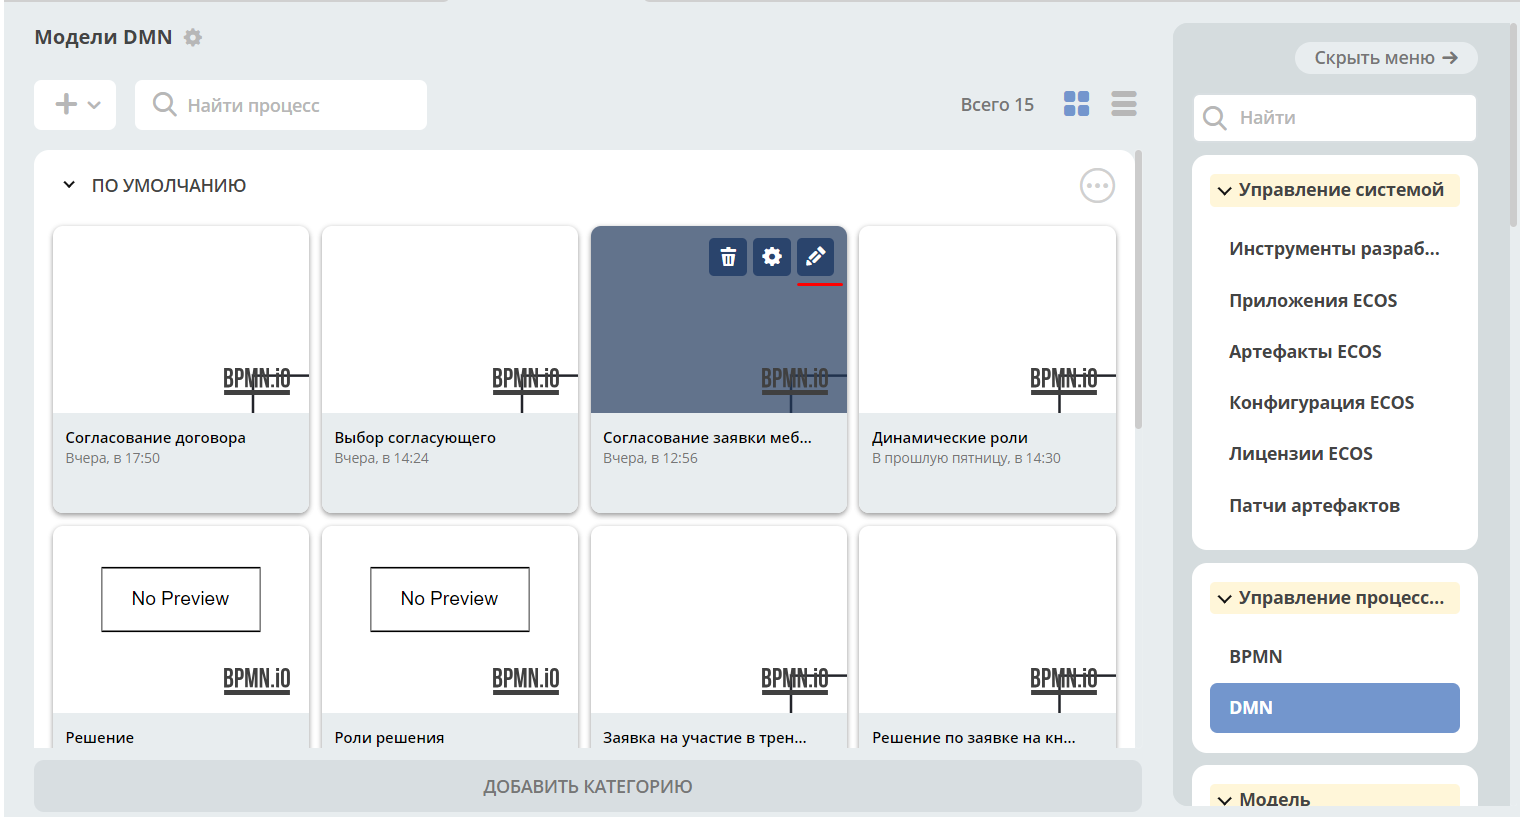 Модели DMN
Найти процесс
Всего 15
ПО УМОЛЧАНИЮ
BPMN.iO
BPMN.iO
BPMN.iO
BPMN.iO
Согласование договора
Вчера, в 17:50
Выбор согласующего
Вчера, в 14:24
Согласование заявки меб...
Вчера, в 12:56
Динамические роли
В прошлую пятницу, в 14:30
No Preview
No Preview
BPMN.iO
BPMN.iO
BPMN.iO
BPMN.iO
Решение
Роли решения
Заявка на участие в трен...
Решение по заявке на кн...
ДОБАВИТЬ КАТЕГОРИЮ
Скрыть меню
Найти
Управление системой
Инструменты разраб...
Приложения ECOS
Артефакты ECOS
Конфигурация ECOS
Лицензии ECOS
Патчи артефактов
Управление процесс...
BPMN
DMN
Модель